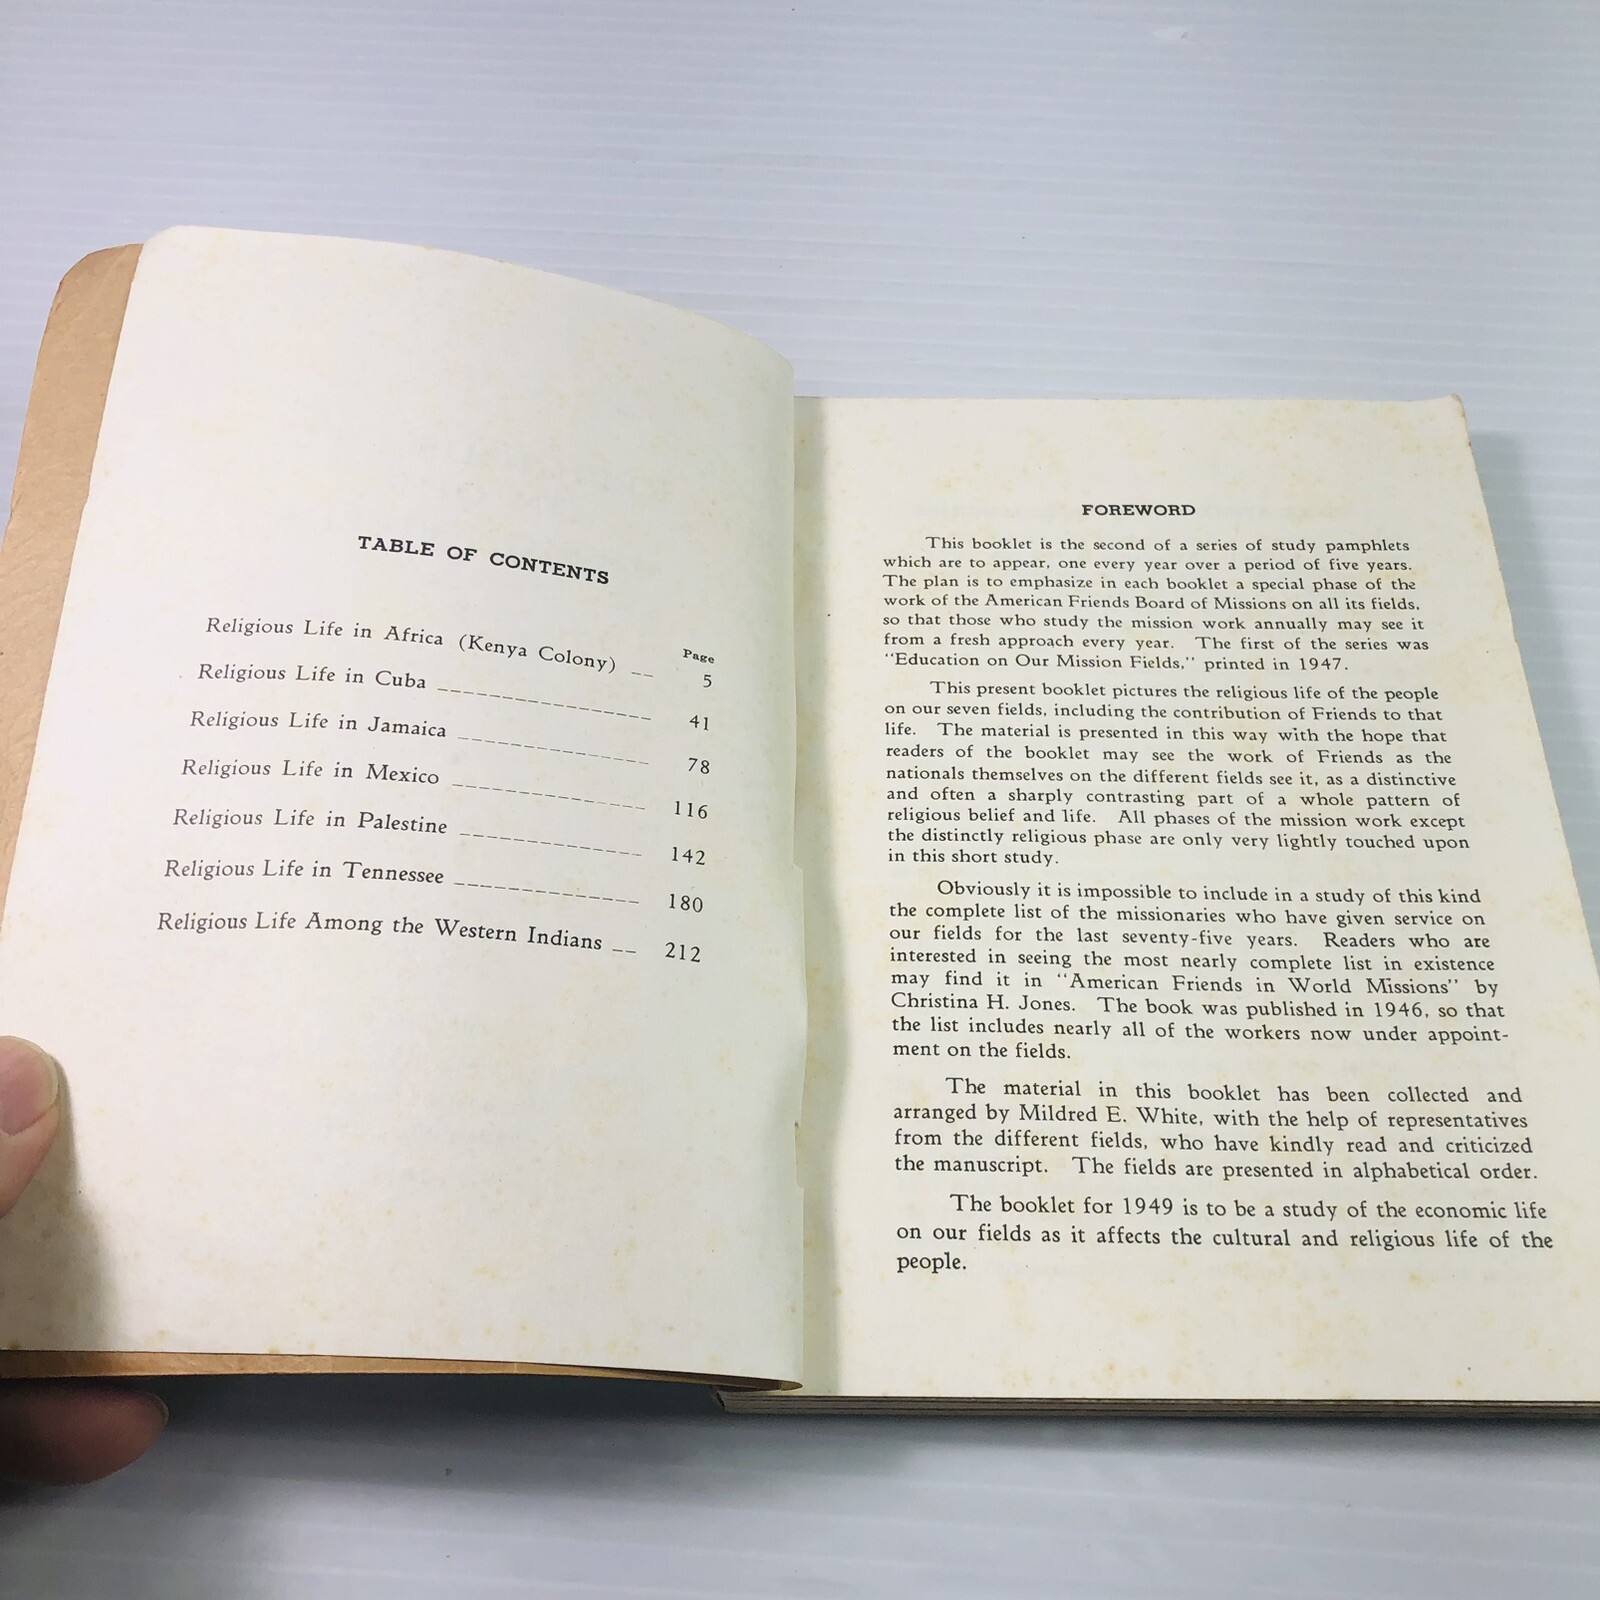 TABLE OF CONTENTS
Page
Religious Life in Africa (Kenya Colony) __ 5
Religious Life in Cuba _________________ 41
Religious Life in Jamaica _______________ 78
Religious Life in Mexico _______________ 116
Religious Life in Palestine ______________ 142
Religious Life in Tennessee ______________ 180
Religious Life Among the Western Indians __ 212
FOREWORD
This booklet is the second of a series of study pamphlets
which are to appear, one every year over a period of five years.
The plan is to emphasize in each booklet a special phase of the
work of the American Friends Board of Missions on all its fields,
so that those who study the mission work annually may see it
from a fresh approach every year. The first of the series was
"Education on Our Mission Fields," printed in 1947.
This present booklet pictures the religious life of the people
on our seven fields, including the contribution of Friends to that
life. The material is presented in this way with the hope that
readers of the booklet may see the work of Friends as the
nationals themselves on the different fields see it, as a distinctive
and often a sharply contrasting part of a whole pattern of
religious belief and life. All phases of the mission work except
the distinctly religious phase are only very lightly touched upon
in this short study.
Obviously it is impossible to include in a study of this kind
the complete list of the missionaries who have given service on
our fields for the last seventy-five years. Readers who are
interested in seeing the most nearly complete list in existence
may find it in "American Friends in World Missions" by
Christina H. Jones. The book was published in 1946, so that
the list includes nearly all of the workers now under appoint-
ment on the fields.
The material in this booklet has been collected and
arranged by Mildred E. White, with the help of representatives
from the different fields, who have kindly read and criticized
the manuscript. The fields are presented in alphabetical order.
The booklet for 1949 is to be a study of the economic life
on our fields as it affects the cultural and religious life of the
people.